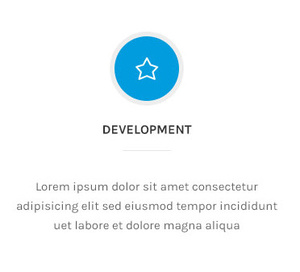 DEVELOPMENT
Lorem ipsum dolor sit amet consectetur
adipisicing elit sed eiusmod tempor incididunt
uet labore et dolore magna aliqua